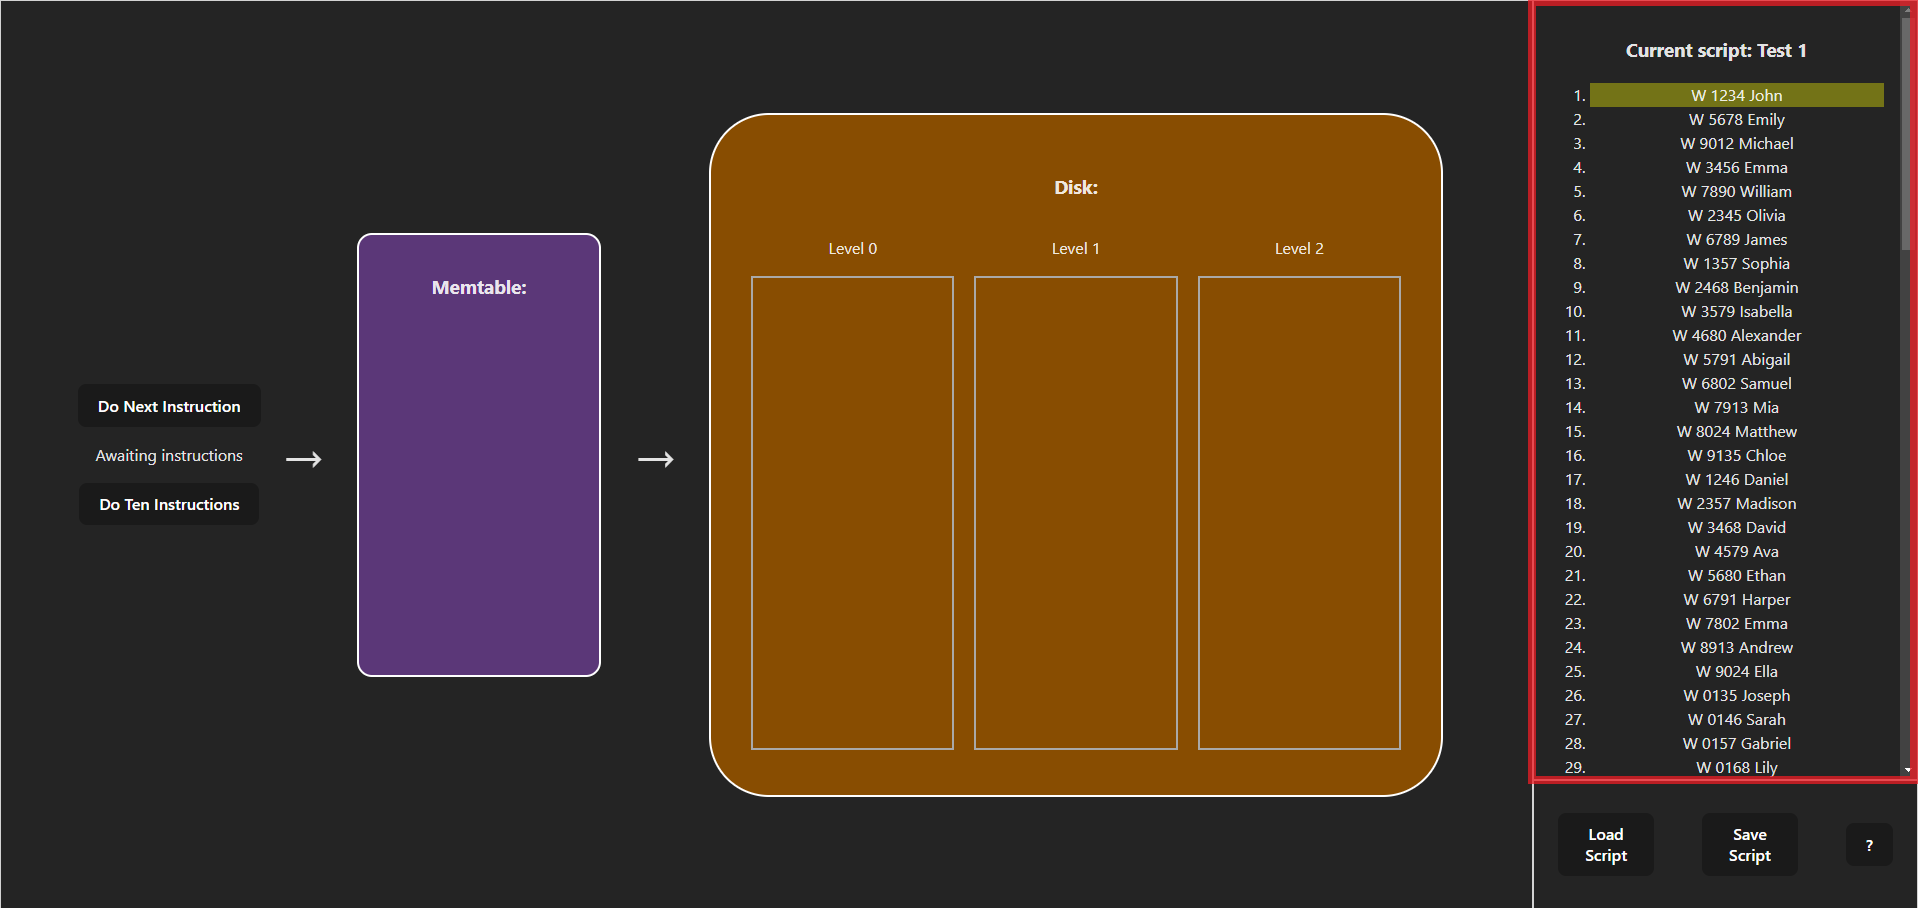 Do Next Instruction
Awaiting instructions
Do Ten Instructions
→
Memtable:
→
Disk:
Level 0
Level 1
Level 2
Current script: Test 1
1. W 1234 John
2. W 5678 Emily
3. W 9012 Michael
4. W 3456 Emma
5. W 7890 William
6. W 2345 Olivia
7. W 6789 James
8. W 1357 Sophia
9. W 2468 Benjamin
10. W 3579 Isabella
11. W 4680 Alexander
12. W 5791 Abigail
13. W 6802 Samuel
14. W 7913 Mia
15. W 8024 Matthew
16. W 9135 Chloe
17. W 1246 Daniel
18. W 2357 Madison
19. W 3468 David
20. W 4579 Ava
21. W 5680 Ethan
22. W 6791 Harper
23. W 7802 Emma
24. W 8913 Andrew
25. W 9024 Ella
26. W 0135 Joseph
27. W 0146 Sarah
28. W 0157 Gabriel
29. W 0168 Lily
Load
Script
Save
Script
?